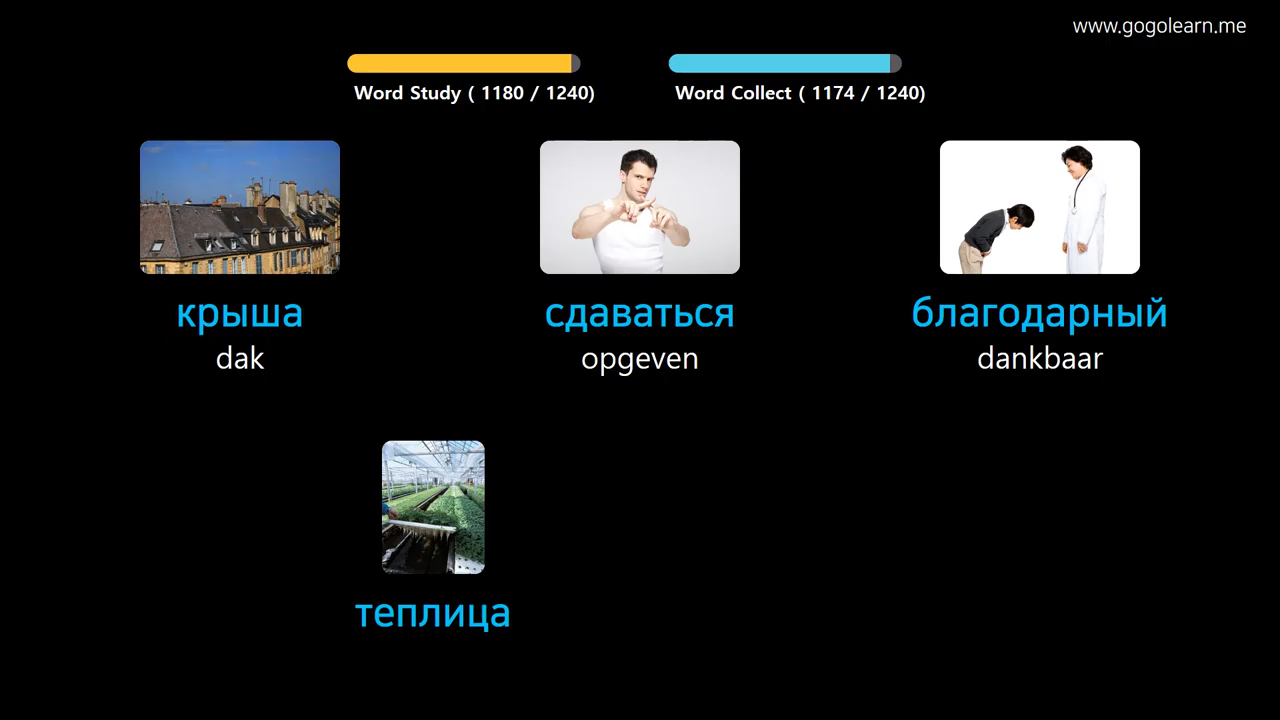 www.gogolearn.me
Word Study ( 1180 / 1240)
Word Collect ( 1174 / 1240)
крыша
сдаваться
благодарный
dak
opgeven
dankbaar
теплица